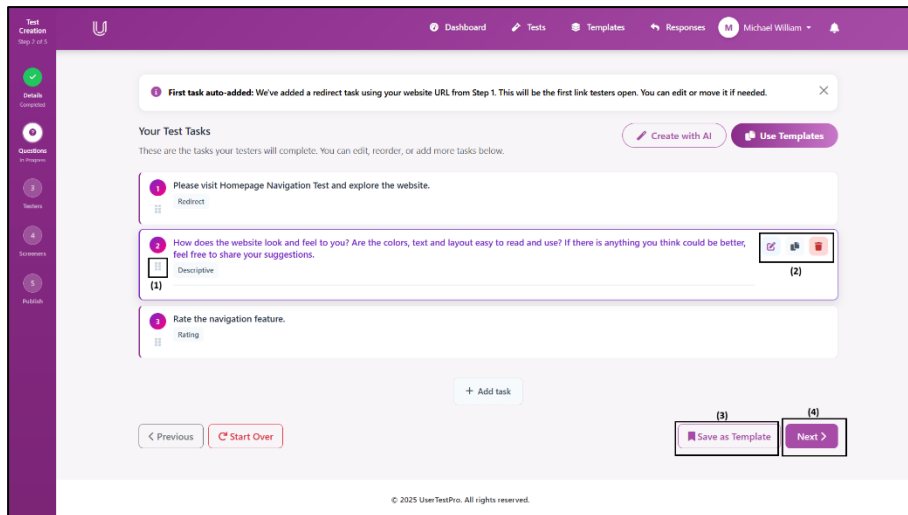 Test
Creation
Step 2 of 5
U
Dashboard
Tests
Templates
Responses
M
Michael William
Details
Completed
Questions
In Progress
3
Testers
4
Screeners
5
Publish
First task auto-added: We've added a redirect task using your website URL from Step 1. This will be the first link testers open. You can edit or move it if needed.
Your Test Tasks
These are the tasks your testers will complete. You can edit, reorder, or add more tasks below.
Create with AI
Use Templates
1
Please visit Homepage Navigation Test and explore the website.
Redirect
2
How does the website look and feel to you? Are the colors, text and layout easy to read and use? If there is anything you think could be better,
feel free to share your suggestions.
Descriptive
(1)
(2)
3
Rate the navigation feature.
Rating
+ Add task
(3)
(4)
Previous
Start Over
Save as Template
Next
© 2025 UserTestPro. All rights reserved.